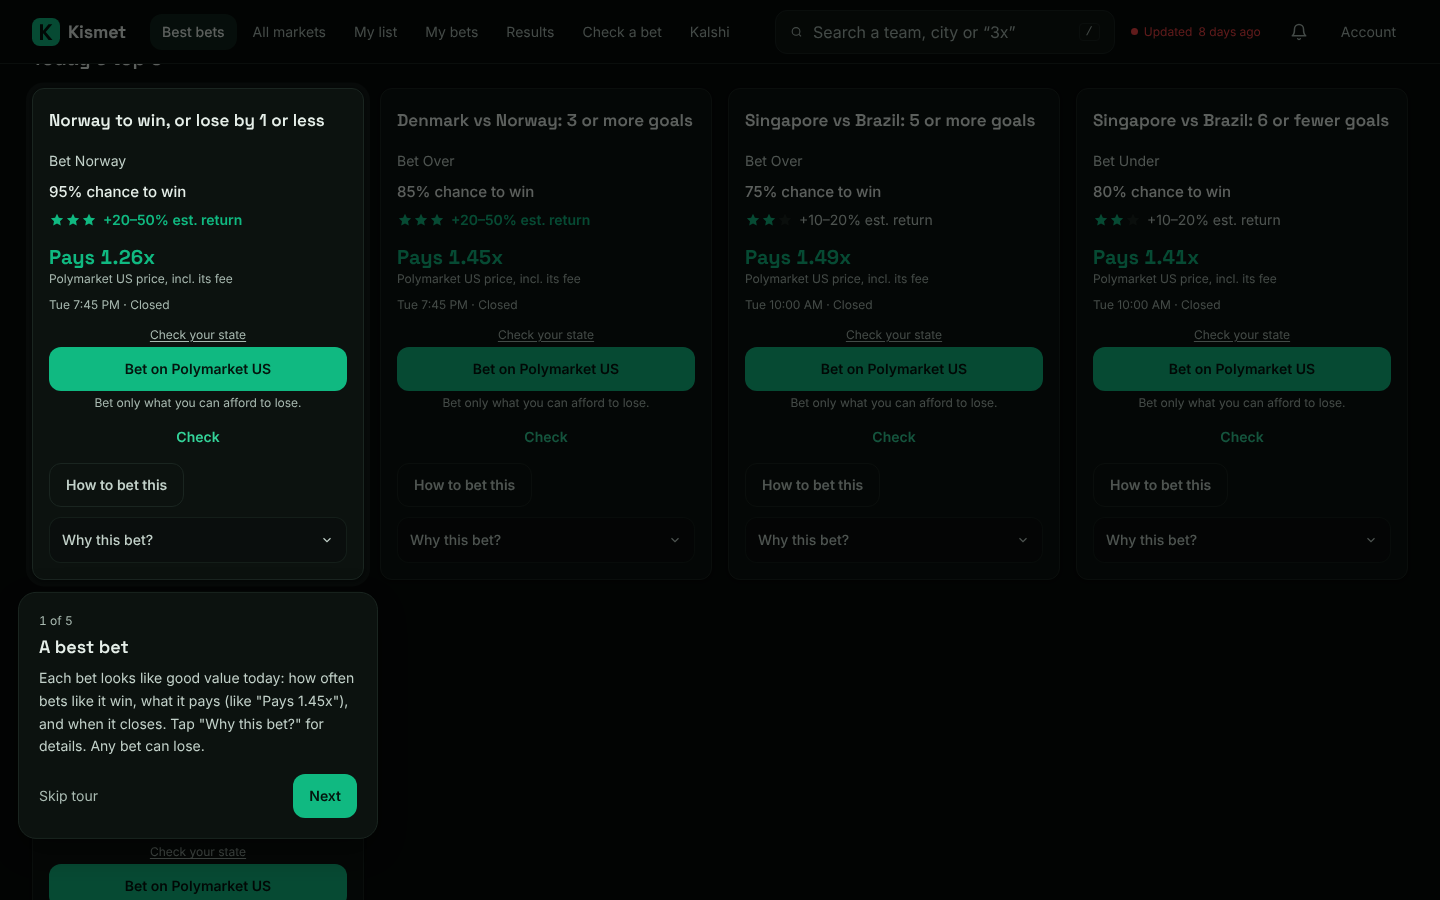 Kismet
Best bets
All markets
My list
My bets
Results
Check a bet
Kalshi
Search a team, city or “3x”
/
Updated 8 days ago
Account
Norway to win, or lose by 1 or less
Bet Norway
95% chance to win
+20–50% est. return
Pays 1.26x
Polymarket US price, incl. its fee
Tue 7:45 PM · Closed
Check your state
Bet on Polymarket US
Bet only what you can afford to lose.
Check
How to bet this
Why this bet?
Denmark vs Norway: 3 or more goals
Bet Over
85% chance to win
+20–50% est. return
Pays 1.45x
Polymarket US price, incl. its fee
Tue 7:45 PM · Closed
Check your state
Bet on Polymarket US
Bet only what you can afford to lose.
Check
How to bet this
Why this bet?
Singapore vs Brazil: 5 or more goals
Bet Over
75% chance to win
+10–20% est. return
Pays 1.49x
Polymarket US price, incl. its fee
Tue 10:00 AM · Closed
Check your state
Bet on Polymarket US
Bet only what you can afford to lose.
Check
How to bet this
Why this bet?
Singapore vs Brazil: 6 or fewer goals
Bet Under
80% chance to win
+10–20% est. return
Pays 1.41x
Polymarket US price, incl. its fee
Tue 10:00 AM · Closed
Check your state
Bet on Polymarket US
Bet only what you can afford to lose.
Check
How to bet this
Why this bet?
1 of 5
A best bet
Each bet looks like good value today: how often
bets like it win, what it pays (like "Pays 1.45x"),
and when it closes. Tap "Why this bet?" for
details. Any bet can lose.
Skip tour
Next
Check your state
Bet on Polymarket US